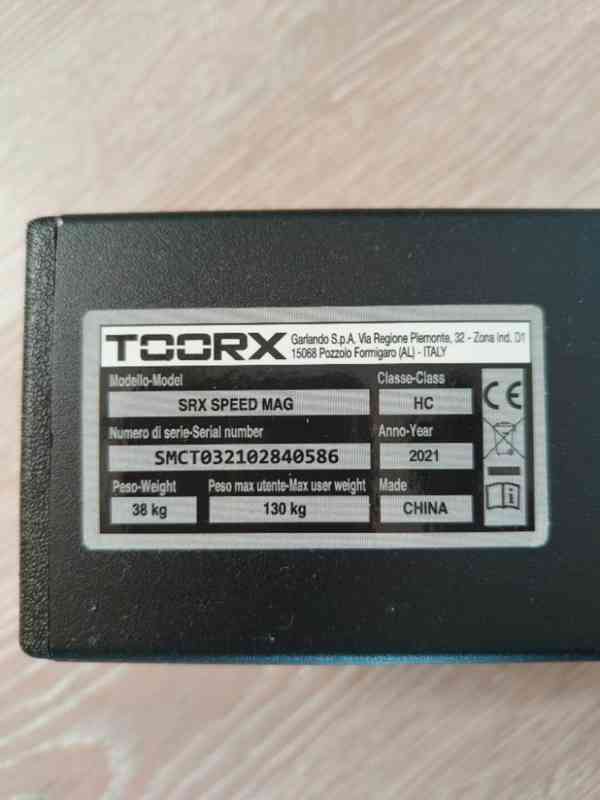 TOORX
Garlando S.p.A. Via Regione Piemonte, 32 - Zona Ind. D1
15068 Pozzolo Formigaro (AL) - ITALY
Modello-Model
Classe-Class
SRX SPEED MAG
HC
CE
Numero di serie-Serial number
Anno-Year
SMCT032102840586
2021
Peso-Weight
Peso max utente-Max user weight
Made
38 kg
130 kg
CHINA